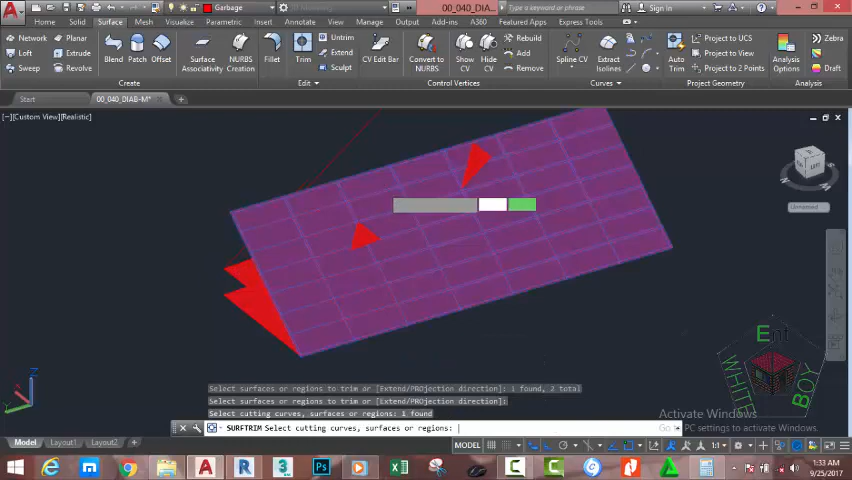 Garbage
00_040_DIA...
Type a keyword or phrase
Sign In
Home Solid Surface Mesh Visualize Parametric Insert Annotate View Manage Output Add-ins A360 Featured Apps Express Tools
Network Planar
Loft Extrude
Sweep Revolve
Blend Patch Offset
Surface Associativity
NURBS Creation
Fillet Trim
Untrim
Extend
Sculpt
CV Edit Bar
Convert to NURBS
Show CV
Hide CV
Rebuild
Add
Remove
Spline CV
Extract Isolines
Auto Trim
Project to UCS
Project to View
Project to 2 Points
Analysis Options
Zebra
Draft
Create Edit Control Vertices Curves Project Geometry Analysis
Start 00_040_DIAB-M*
[−][Custom View][Realistic]
Unnamed
Ent
WHITE
BOY
Z
Y
Select surfaces or regions to trim or [Extend/PROjection direction]: 1 found, 2 total
Select surfaces or regions to trim or [Extend/PROjection direction]:
Select cutting curves, surfaces or regions: 1 found
SURFTRIM Select cutting curves, surfaces or regions:
Activate Windows
Go to PC settings to activate Windows.
Model Layout1 Layout2 +
MODEL
1:33 AM
9/25/2017